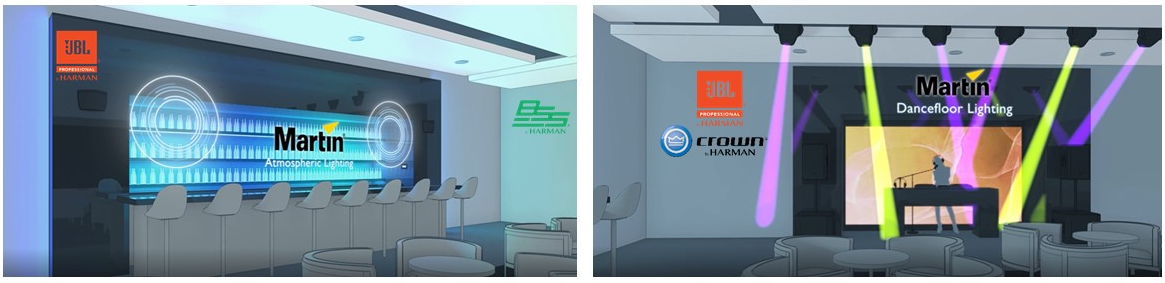 JBL
PROFESSIONAL
by HARMAN
Martin®
Atmospheric Lighting
BSS®
by HARMAN
JBL
PROFESSIONAL
by HARMAN
crown®
by HARMAN
Martin®
Dancefloor Lighting